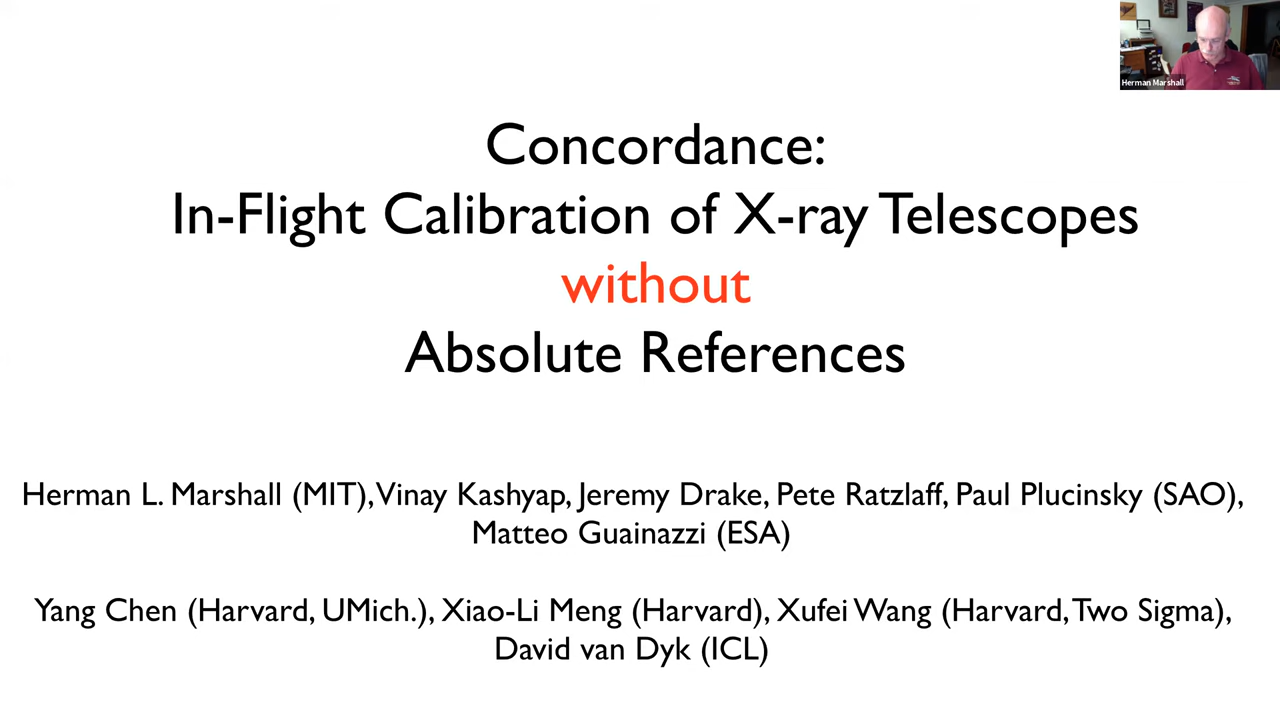 Herman Marshall
Concordance:
In-Flight Calibration of X-ray Telescopes
without
Absolute References
Herman L. Marshall (MIT), Vinay Kashyap, Jeremy Drake, Pete Ratzlaff, Paul Plucinsky (SAO),
Matteo Guainazzi (ESA)
Yang Chen (Harvard, UMich.), Xiao-Li Meng (Harvard), Xufei Wang (Harvard, Two Sigma),
David van Dyk (ICL)